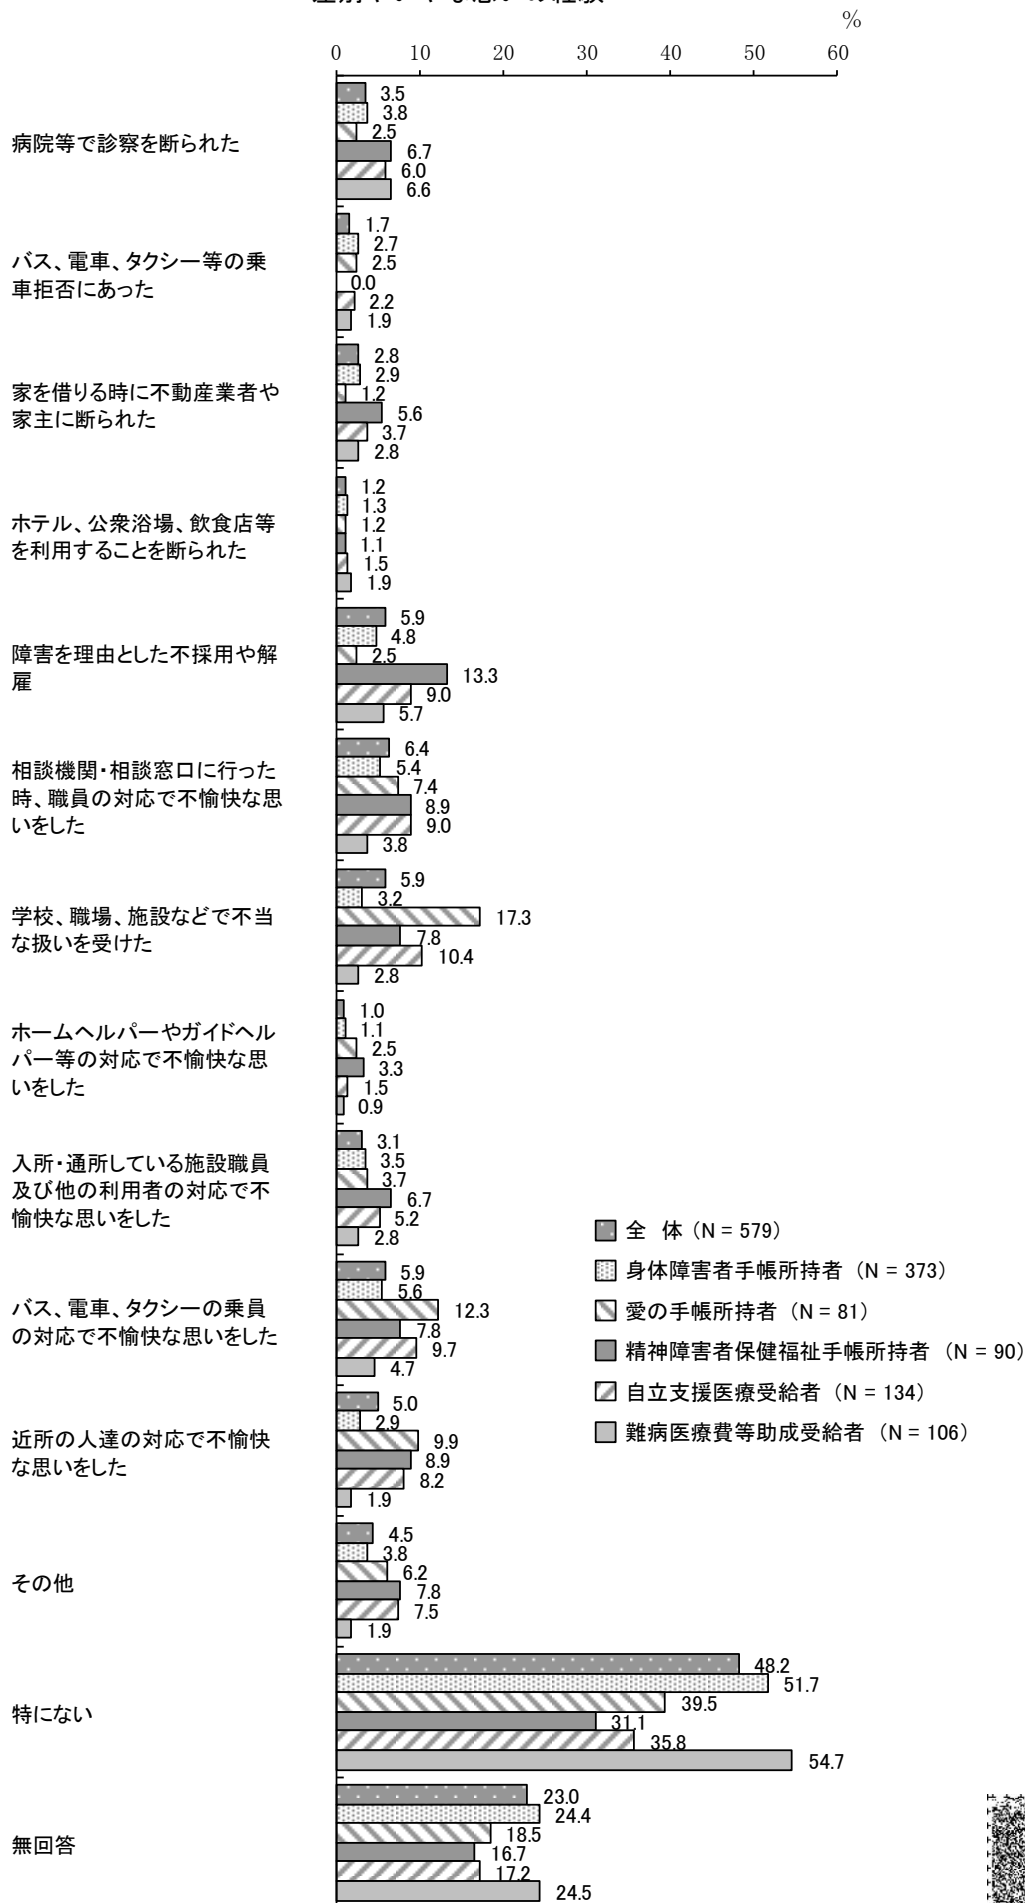 %
0 10 20 30 40 50 60
病院等で診察を断られた
3.5
3.8
2.5
6.7
6.0
6.6
バス、電車、タクシー等の乗
車拒否にあった
1.7
2.7
2.5
0.0
2.2
1.9
家を借りる時に不動産業者や
家主に断られた
2.8
2.9
1.2
5.6
3.7
2.8
ホテル、公衆浴場、飲食店等
を利用することを断られた
1.2
1.3
1.2
1.1
1.5
1.9
障害を理由とした不採用や解
雇
5.9
4.8
2.5
13.3
9.0
5.7
相談機関・相談窓口に行った
時、職員の対応で不愉快な思
いをした
6.4
5.4
7.4
8.9
9.0
3.8
学校、職場、施設などで不当
な扱いを受けた
5.9
3.2
17.3
7.8
10.4
2.8
ホームヘルパーやガイドヘル
パー等の対応で不愉快な思
いをした
1.0
1.1
2.5
3.3
1.5
0.9
入所・通所している施設職員
及び他の利用者の対応で不
愉快な思いをした
3.1
3.5
3.7
6.7
5.2
2.8
バス、電車、タクシーの乗員
の対応で不愉快な思いをした
5.9
5.6
12.3
7.8
9.7
4.7
近所の人達の対応で不愉快
な思いをした
5.0
2.9
9.9
8.9
8.2
1.9
その他
4.5
3.8
6.2
7.8
7.5
1.9
特にない
48.2
51.7
39.5
31.1
35.8
54.7
無回答
23.0
24.4
18.5
16.7
17.2
24.5
全 体 (N = 579)
身体障害者手帳所持者 (N = 373)
愛の手帳所持者 (N = 81)
精神障害者保健福祉手帳所持者 (N = 90)
自立支援医療受給者 (N = 134)
難病医療費等助成受給者 (N = 106)